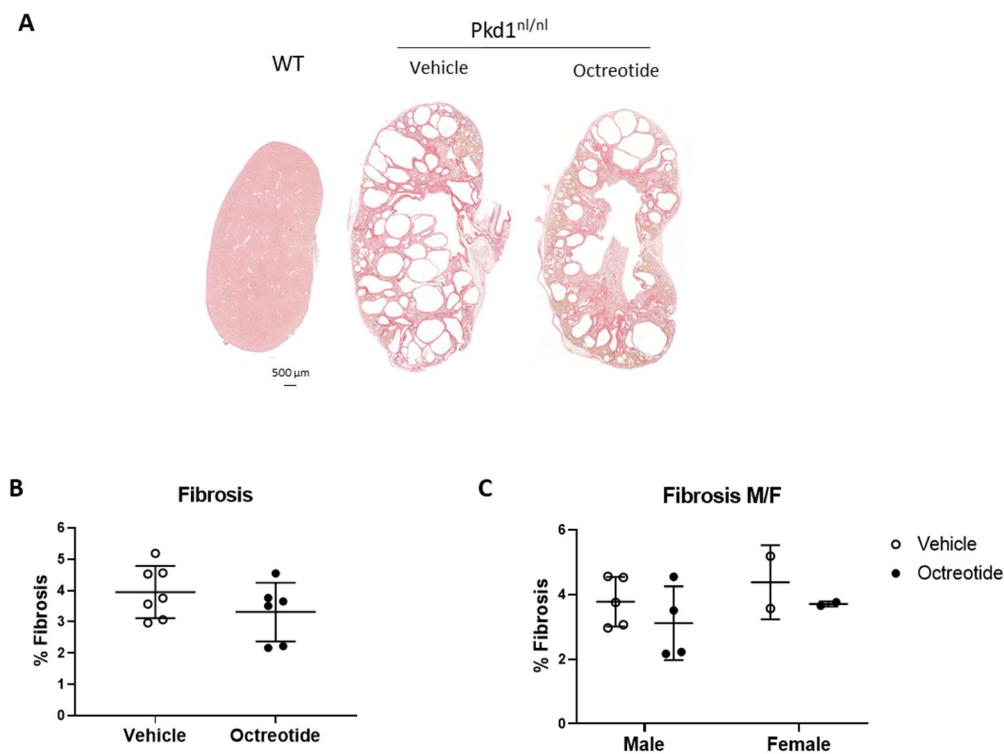 A
Pkd1nl/nl
WT
Vehicle
Octreotide
500 µm
B
Fibrosis
% Fibrosis
6
5
4
3
2
1
0
Vehicle
Octreotide
C
Fibrosis M/F
% Fibrosis
6
4
2
0
Male
Female
Vehicle
Octreotide